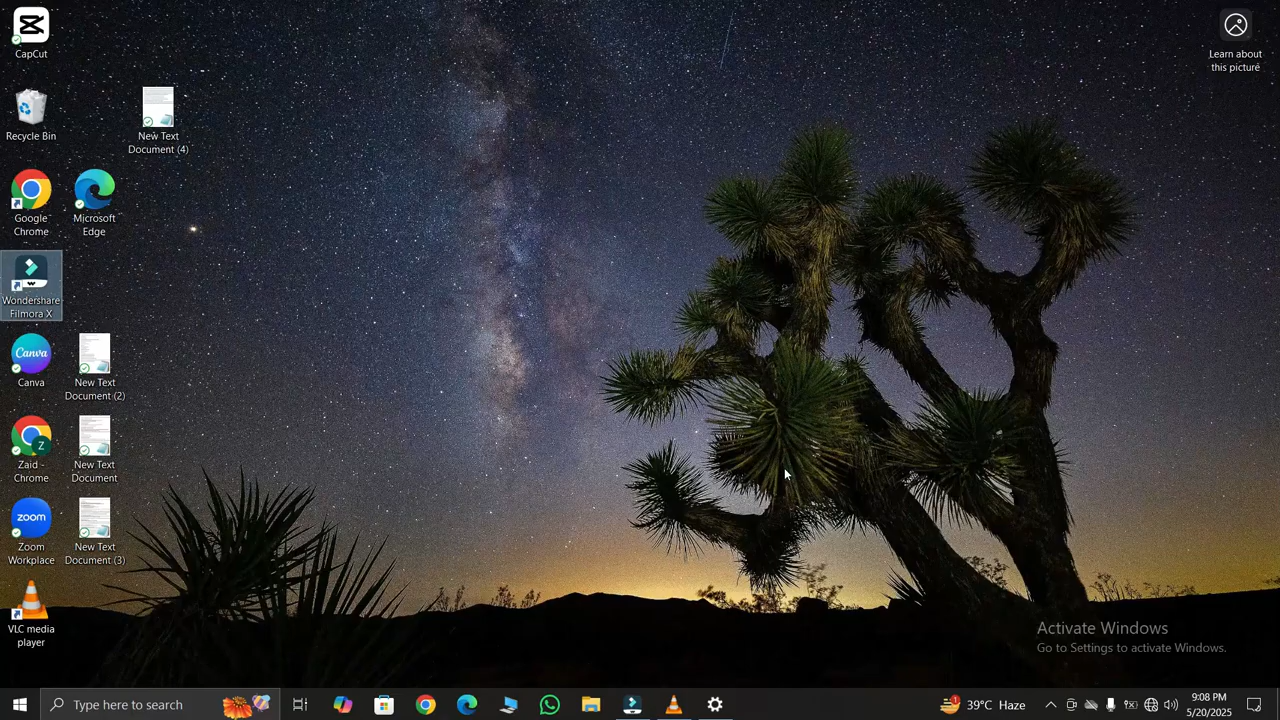 CapCut
Recycle Bin
New Text
Document (4)
Google
Chrome
Microsoft
Edge
Wondershare
Filmora X
Canva
Canva
New Text
Document (2)
Z
Zaid -
Chrome
New Text
Document
zoom
Zoom
Workplace
New Text
Document (3)
VLC media
player
Learn about
this picture
Activate Windows
Go to Settings to activate Windows.
Type here to search
1
39°C Haze
9:08 PM
5/20/2025